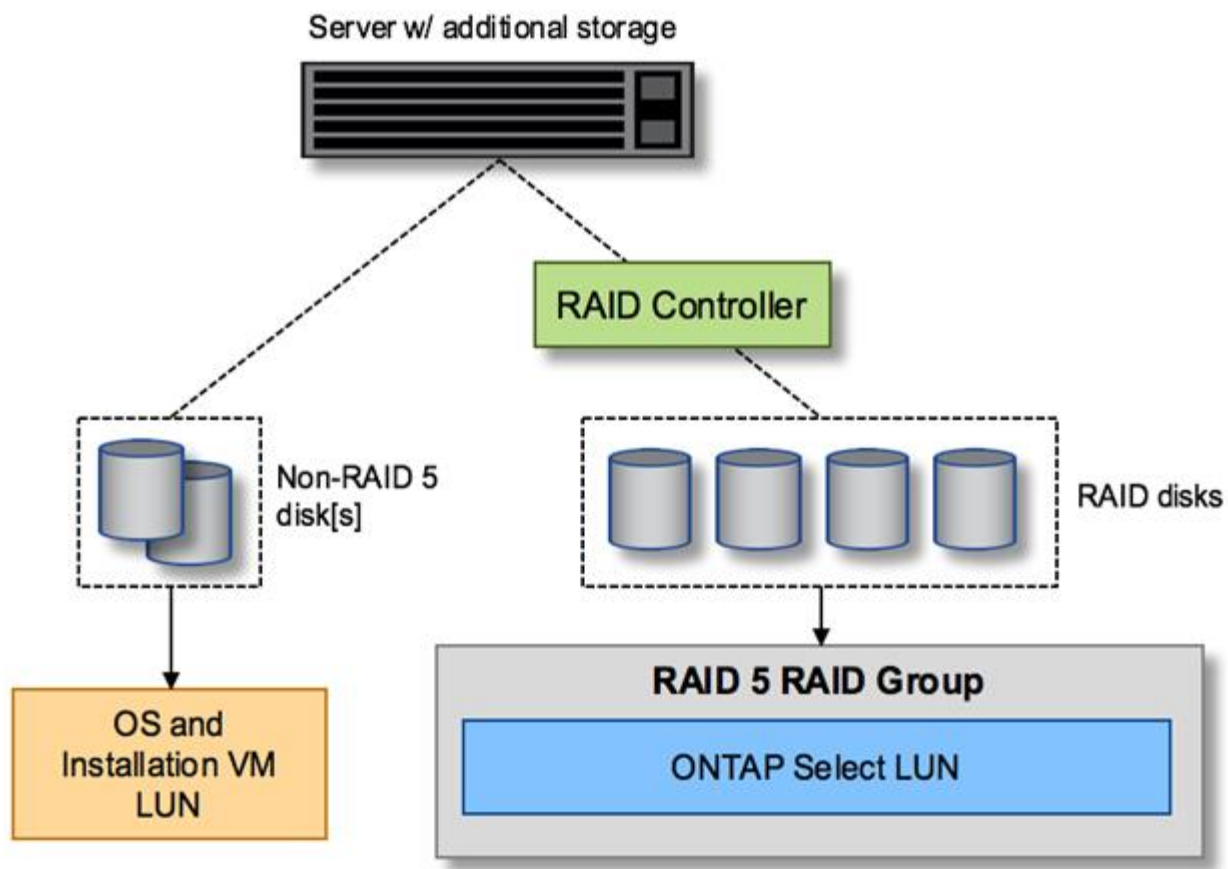 Server w/ additional storage
RAID Controller
Non-RAID 5
disk[s]
RAID disks
OS and
Installation VM
LUN
RAID 5 RAID Group
ONTAP Select LUN